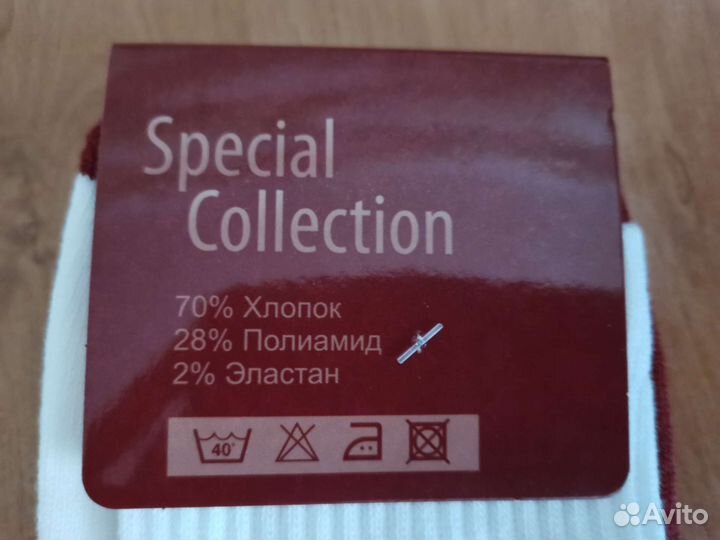 Special
Collection
70% Хлопок
28% Полиамид
2% Эластан
40°
Avito